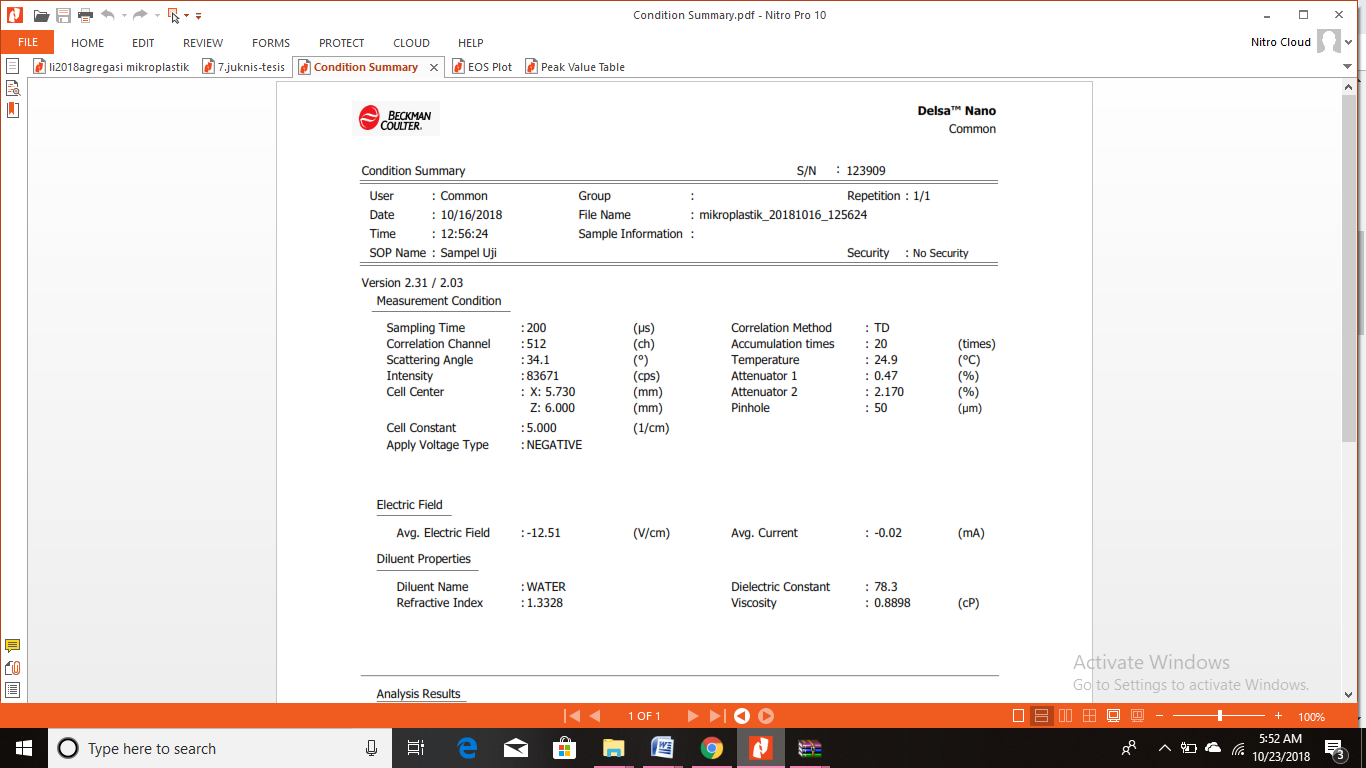 Condition Summary.pdf - Nitro Pro 10
FILE HOME EDIT REVIEW FORMS PROTECT CLOUD HELP Nitro Cloud
li2018agregasi mikroplastik 7.juknis-tesis Condition Summary EOS Plot Peak Value Table
BECKMAN COULTER.
Delsa™ Nano
Common
Condition Summary S/N : 123909
User : Common Group : Repetition : 1/1
Date : 10/16/2018 File Name : mikroplastik_20181016_125624
Time : 12:56:24 Sample Information :
SOP Name : Sampel Uji Security : No Security
Version 2.31 / 2.03
Measurement Condition
Sampling Time : 200 (µs) Correlation Method : TD
Correlation Channel : 512 (ch) Accumulation times : 20 (times)
Scattering Angle : 34.1 (°) Temperature : 24.9 (°C)
Intensity : 83671 (cps) Attenuator 1 : 0.47 (%)
Cell Center : X: 5.730 (mm) Attenuator 2 : 2.170 (%)
Z: 6.000 (mm) Pinhole : 50 (µm)
Cell Constant : 5.000 (1/cm)
Apply Voltage Type : NEGATIVE
Electric Field
Avg. Electric Field : -12.51 (V/cm) Avg. Current : -0.02 (mA)
Diluent Properties
Diluent Name : WATER Dielectric Constant : 78.3
Refractive Index : 1.3328 Viscosity : 0.8898 (cP)
Activate Windows
Go to Settings to activate Windows.
Analysis Results
1 OF 1 100%
Type here to search
5:52 AM
10/23/2018
3